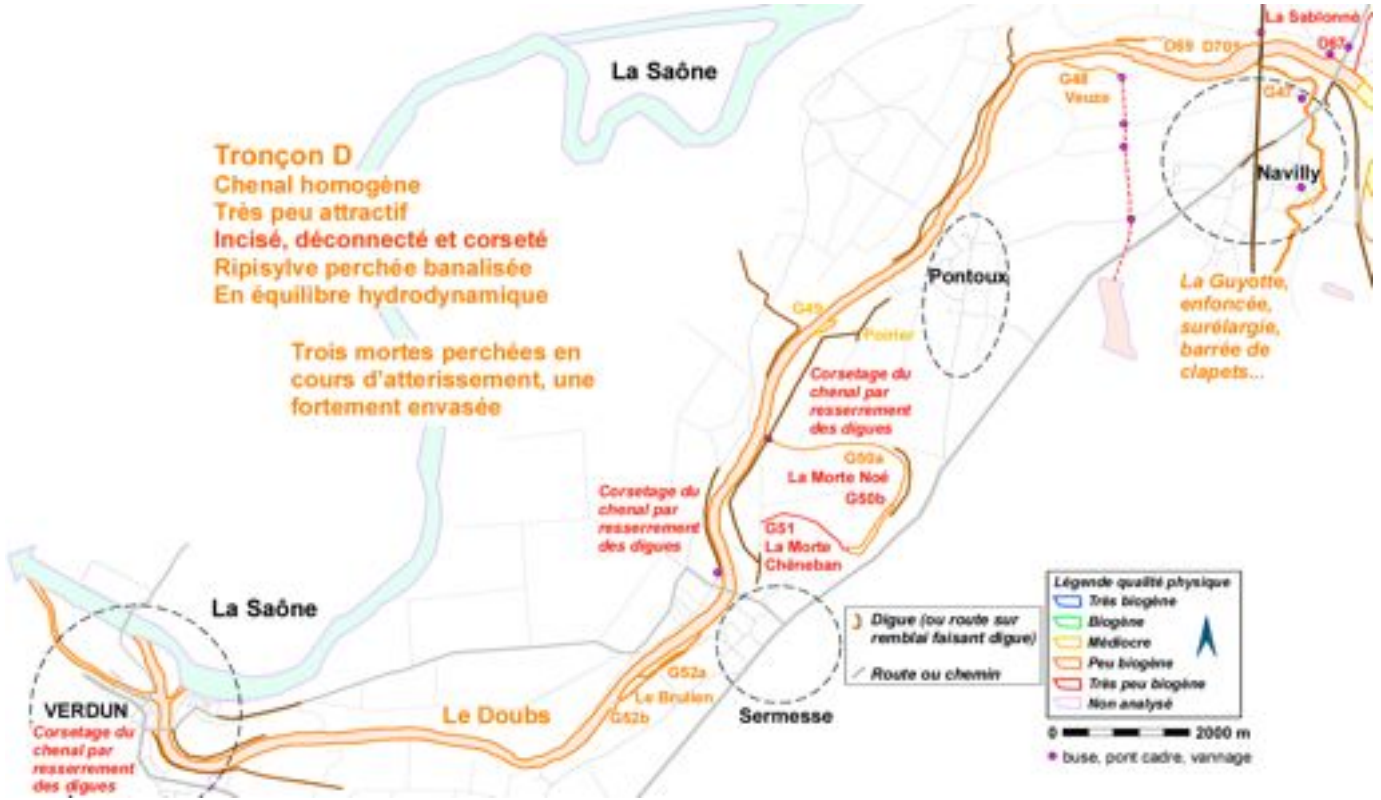 La Saône
Tronçon D
Chenal homogène
Très peu attractif
Incisé, déconnecté et corseté
Ripisylve perchée banalisée
En équilibre hydrodynamique
Trois mortes perchées en
cours d'atterissement, une
fortement envasée
La Sablonne
D69 D70
D67
G48
Veuze
Navilly
La Guyotte,
enfoncée,
surélargie,
barrée de
clapets...
Pontoux
G49
Poirier
Corsetage du
chenal par
resserrement
des digues
G50a
La Morte Noé
G50b
Corsetage du
chenal par
resserrement
des digues
G51
La Morte
Chêneban
La Saône
VERDUN
Corsetage du
chenal par
resserrement
des digues
Le Doubs
G52a
Le Brulien
G52b
Sermesse
Digue (ou route sur
remblai faisant digue)
Route ou chemin
Légende qualité physique
Très biogène
Biogène
Médiocre
Peu biogène
Très peu biogène
Non analysé
0 2000 m
buse, pont cadre, vannage